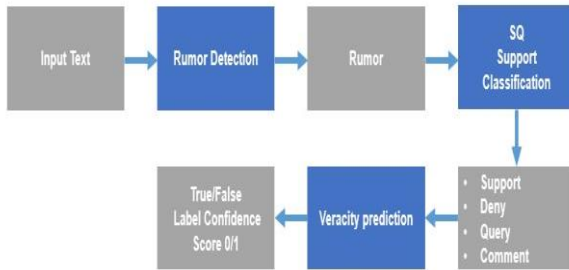 Input Text
Rumor Detection
Rumor
SQ
Support
Classification
• Support
• Deny
• Query
• Comment
Veracity prediction
True/False
Label Confidence
Score 0/1